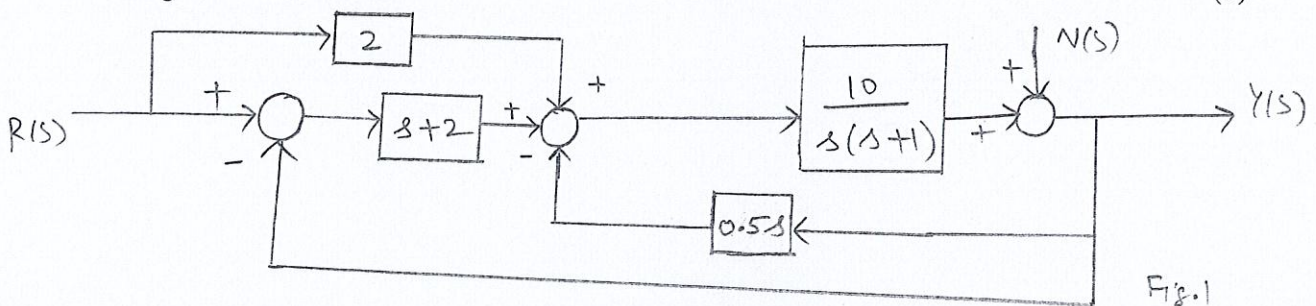 2
N(s)
+
+
+
10
R(s)
s+2
+
s(s+1)
+
Y(s)
-
-
0.5s
Fig.1